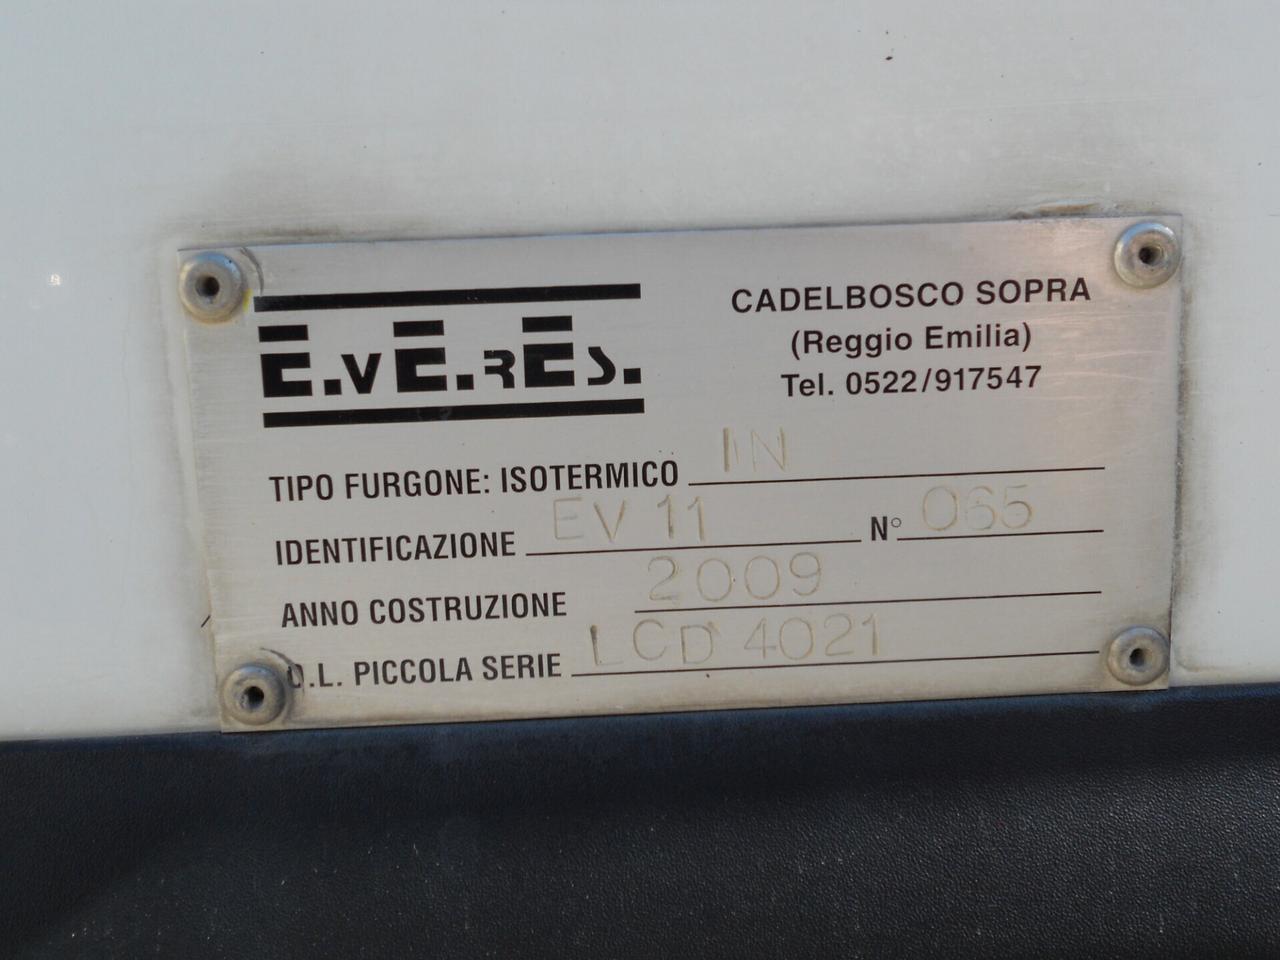 E.VE.RES.
CADELBOSCO SOPRA
(Reggio Emilia)
Tel. 0522/917547
TIPO FURGONE: ISOTERMICO IN
IDENTIFICAZIONE EV 11 N° 065
ANNO COSTRUZIONE 2009
O.L. PICCOLA SERIE LCD 4021